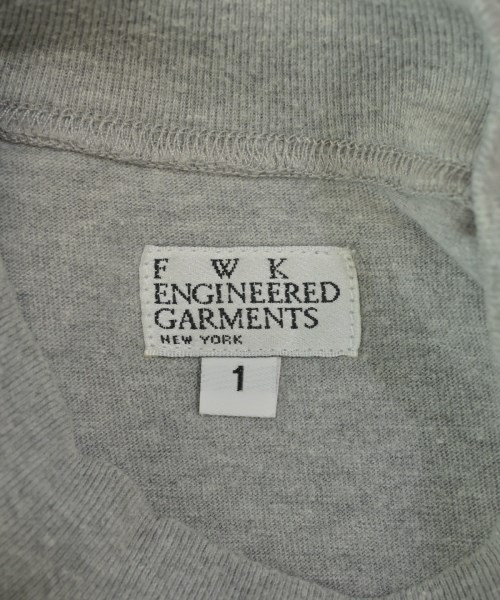 F W K
ENGINEERED
GARMENTS
NEW YORK
1